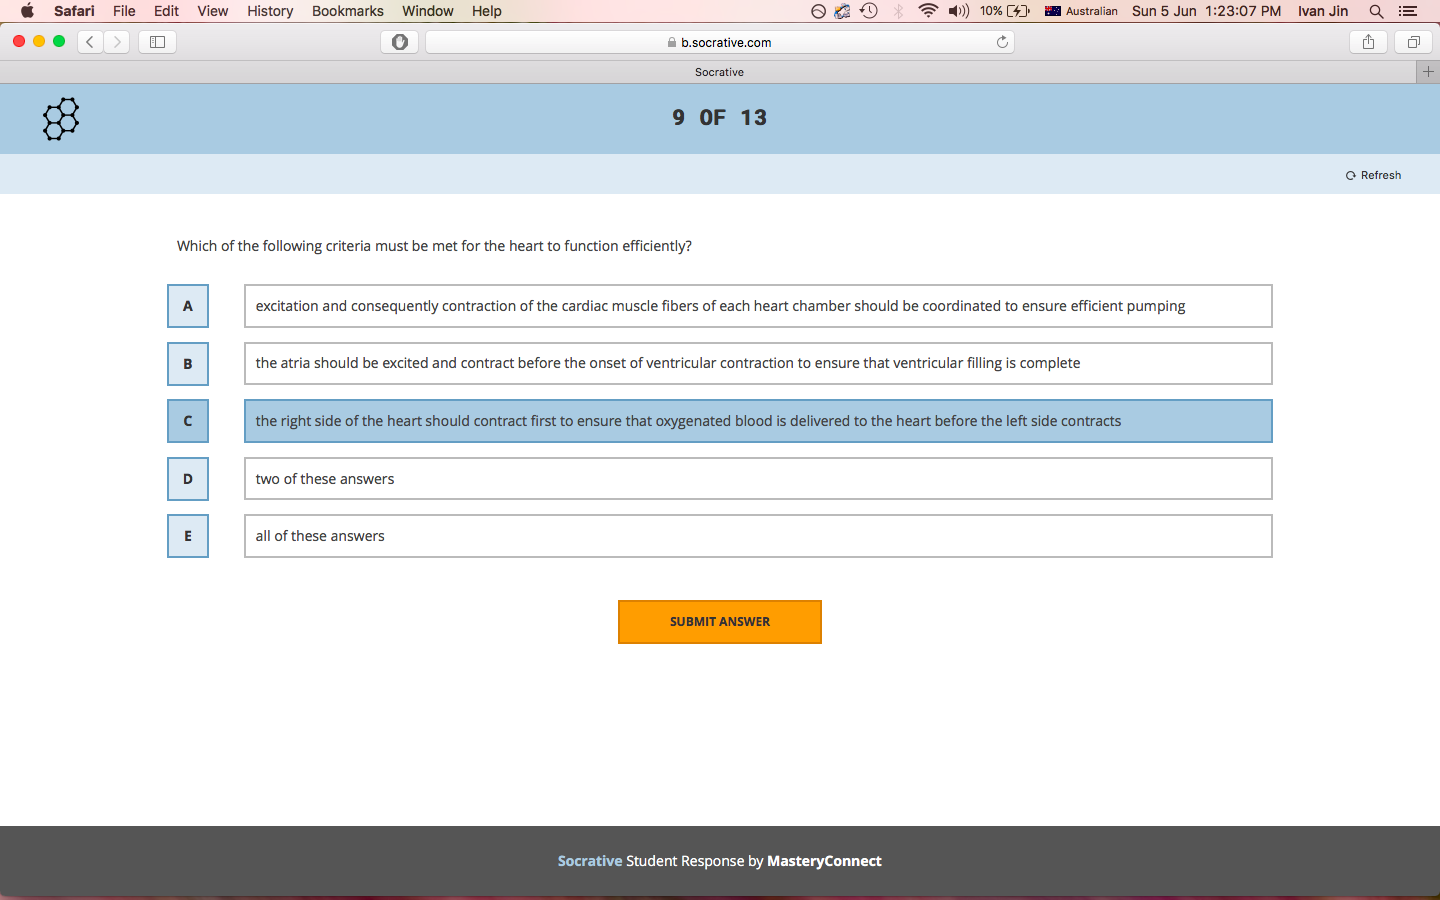 Safari File Edit View History Bookmarks Window Help 10% Australian Sun 5 Jun 1:23:07 PM Ivan Jin
b.socrative.com
Socrative
9 OF 13
Refresh
Which of the following criteria must be met for the heart to function efficiently?
A excitation and consequently contraction of the cardiac muscle fibers of each heart chamber should be coordinated to ensure efficient pumping
B the atria should be excited and contract before the onset of ventricular contraction to ensure that ventricular filling is complete
C the right side of the heart should contract first to ensure that oxygenated blood is delivered to the heart before the left side contracts
D two of these answers
E all of these answers
SUBMIT ANSWER
Socrative Student Response by MasteryConnect